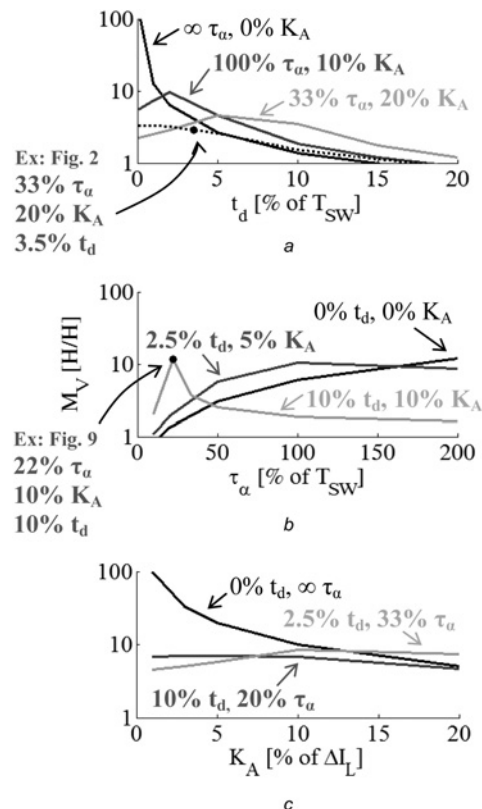 100
∞ τα, 0% KA
100% τα, 10% KA
10
33% τα, 20% KA
1
0 5 10 15 20
td [% of TSW]
Ex: Fig. 2
33% τα
20% KA
3.5% td
a
100
0% td, 0% KA
2.5% td, 5% KA
MV [H/H]
10
10% td, 10% KA
1
0 50 100 150 200
τα [% of TSW]
Ex: Fig. 9
22% τα
10% KA
10% td
b
100
0% td, ∞ τα
2.5% td, 33% τα
10
10% td, 20% τα
1
0 5 10 15 20
KA [% of ΔIL]
c